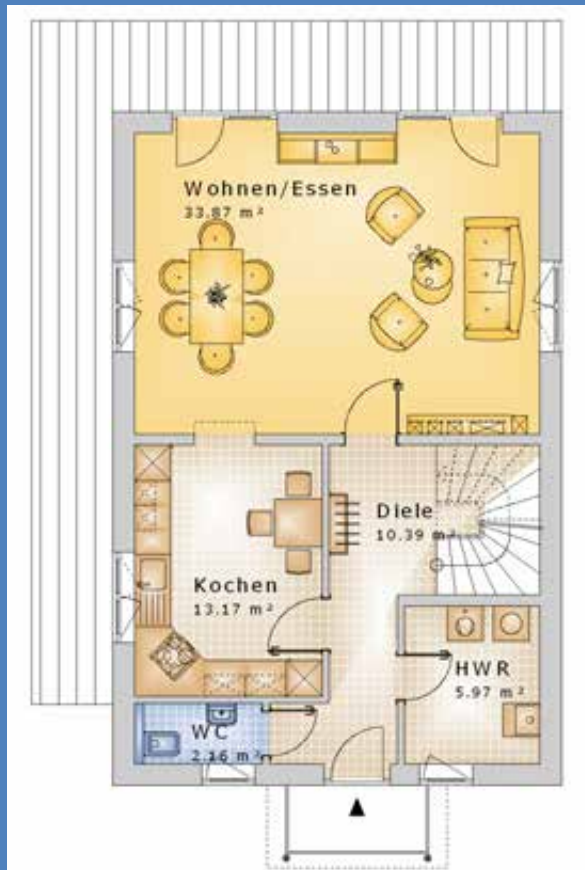 Wohnen/Essen
33.87 m²
Diele
10.39 m²
Kochen
13.17 m²
HWR
5.97 m²
WC
2.16 m²